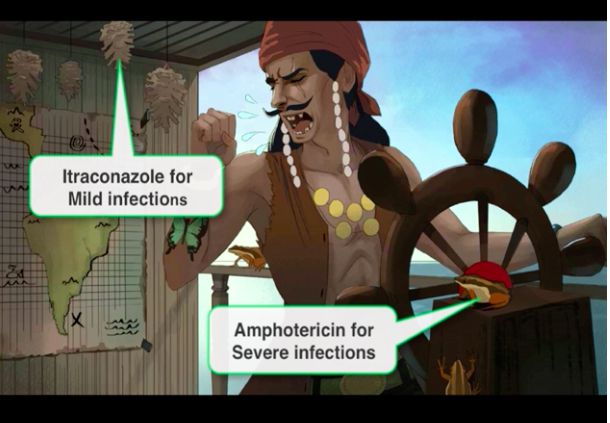 Itraconazole for
Mild infections
Amphotericin for
Severe infections